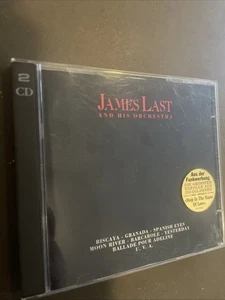 2
CD
JAMES LAST
AND HIS ORCHESTRA
Aus der
Funkwerbung
BISCAYA - GRANADA - SPANISH EYES
MOON RIVER - BARCAROLE - YESTERDAY
BALLADE POUR ADELINE
U. V. A.